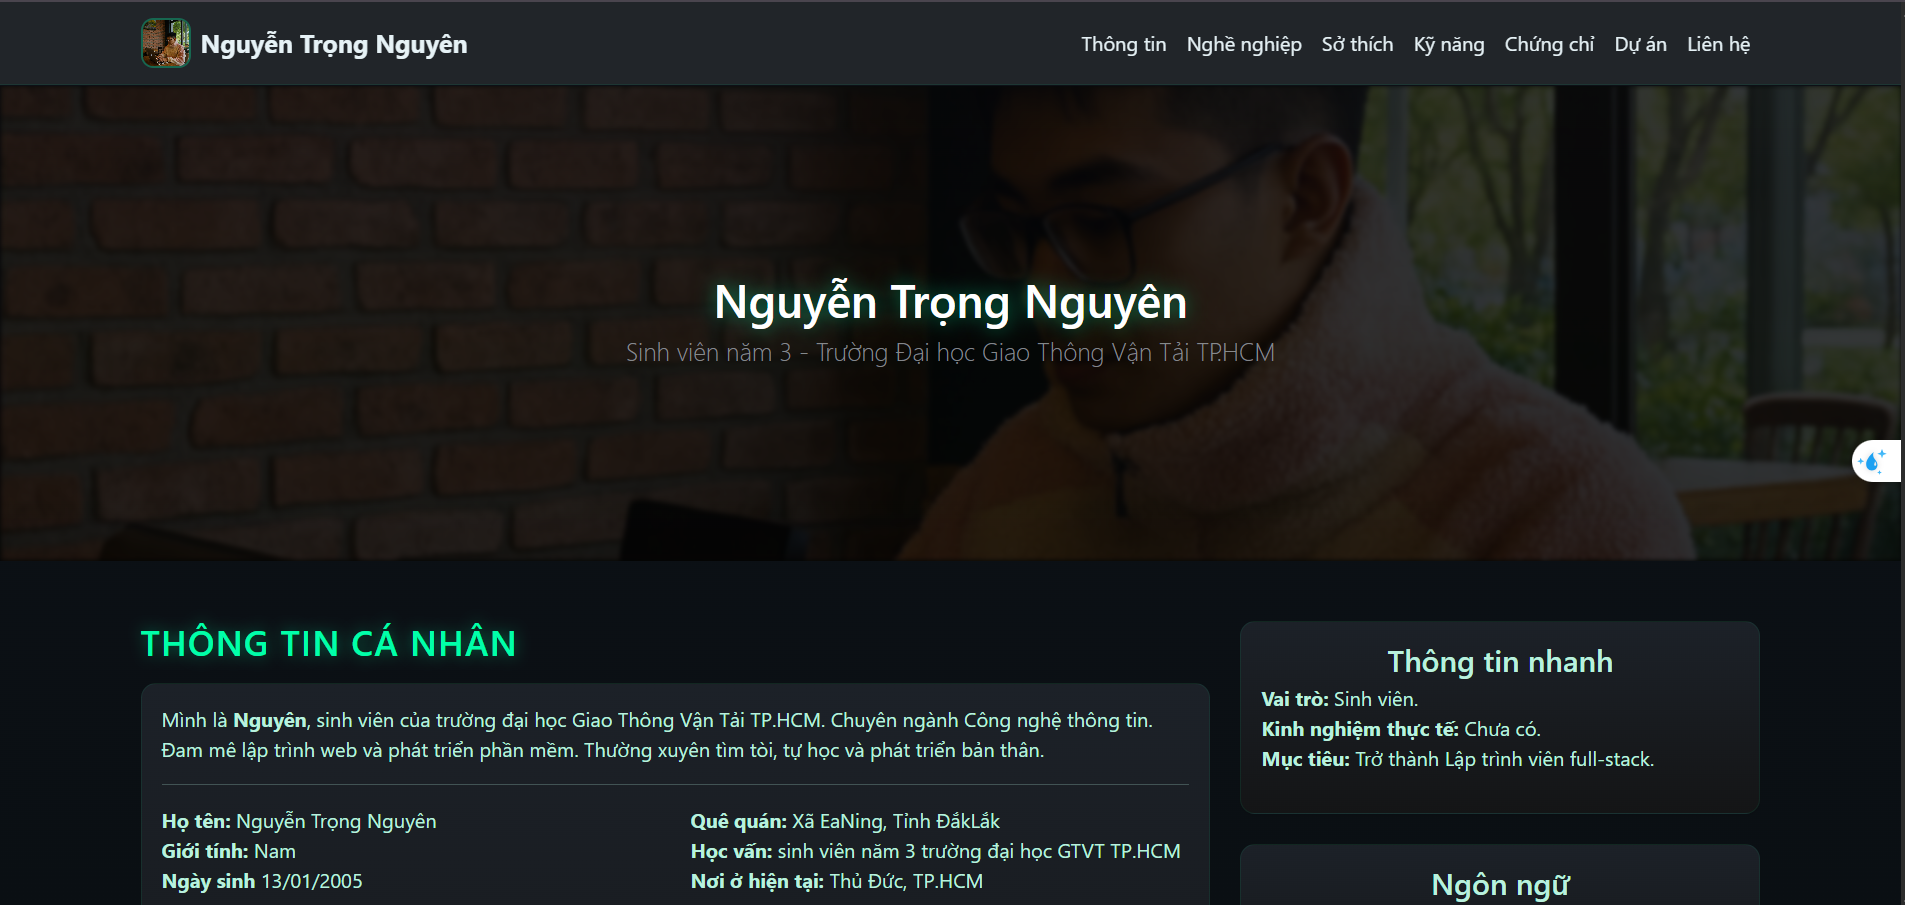 Nguyễn Trọng Nguyên
Thông tin Nghề nghiệp Sở thích Kỹ năng Chứng chỉ Dự án Liên hệ
Nguyễn Trọng Nguyên
Sinh viên năm 3 - Trường Đại học Giao Thông Vận Tải TP.HCM
THÔNG TIN CÁ NHÂN
Mình là Nguyên, sinh viên của trường đại học Giao Thông Vận Tải TP.HCM. Chuyên ngành Công nghệ thông tin.
Đam mê lập trình web và phát triển phần mềm. Thường xuyên tìm tòi, tự học và phát triển bản thân.
Họ tên: Nguyễn Trọng Nguyên
Giới tính: Nam
Ngày sinh 13/01/2005
Quê quán: Xã EaNing, Tỉnh ĐắkLắk
Học vấn: sinh viên năm 3 trường đại học GTVT TP.HCM
Nơi ở hiện tại: Thủ Đức, TP.HCM
Thông tin nhanh
Vai trò: Sinh viên.
Kinh nghiệm thực tế: Chưa có.
Mục tiêu: Trở thành Lập trình viên full-stack.
Ngôn ngữ